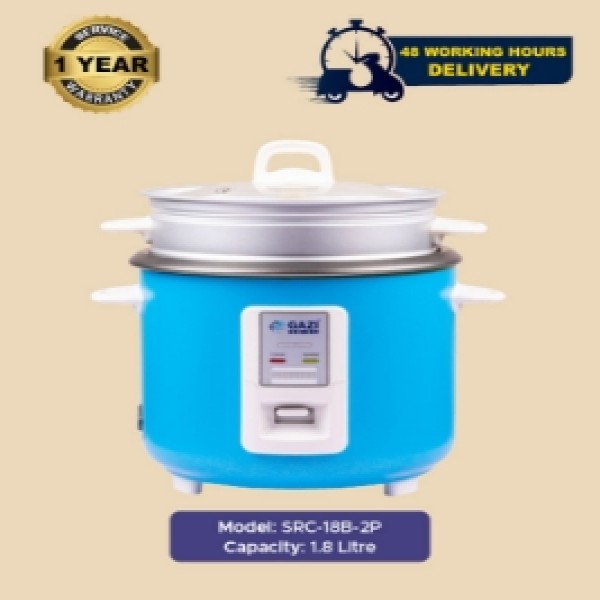 SERVICE
1 YEAR
WARRANTY
48 WORKING HOURS
DELIVERY
GAZI
Model: SRC-18B-2P
Capacity: 1.8 Litre